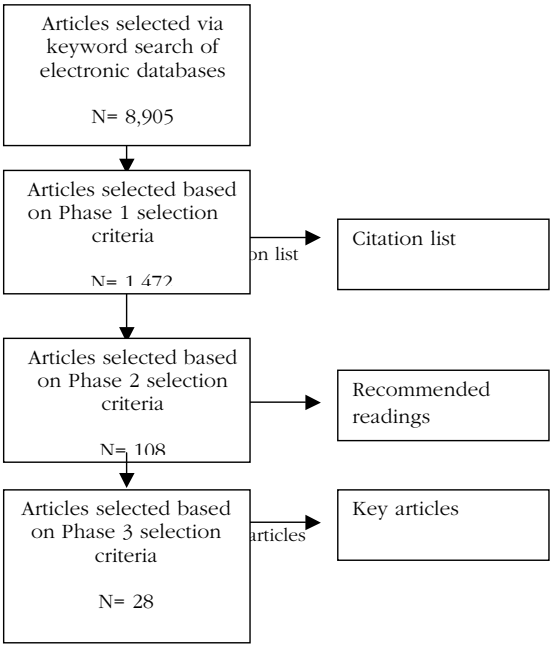 Articles selected via
keyword search of
electronic databases
N= 8,905
Articles selected based
on Phase 1 selection
criteria
N= 1,472
on list
Citation list
Articles selected based
on Phase 2 selection
criteria
N= 108
Recommended
readings
Articles selected based
on Phase 3 selection
criteria
N= 28
articles
Key articles